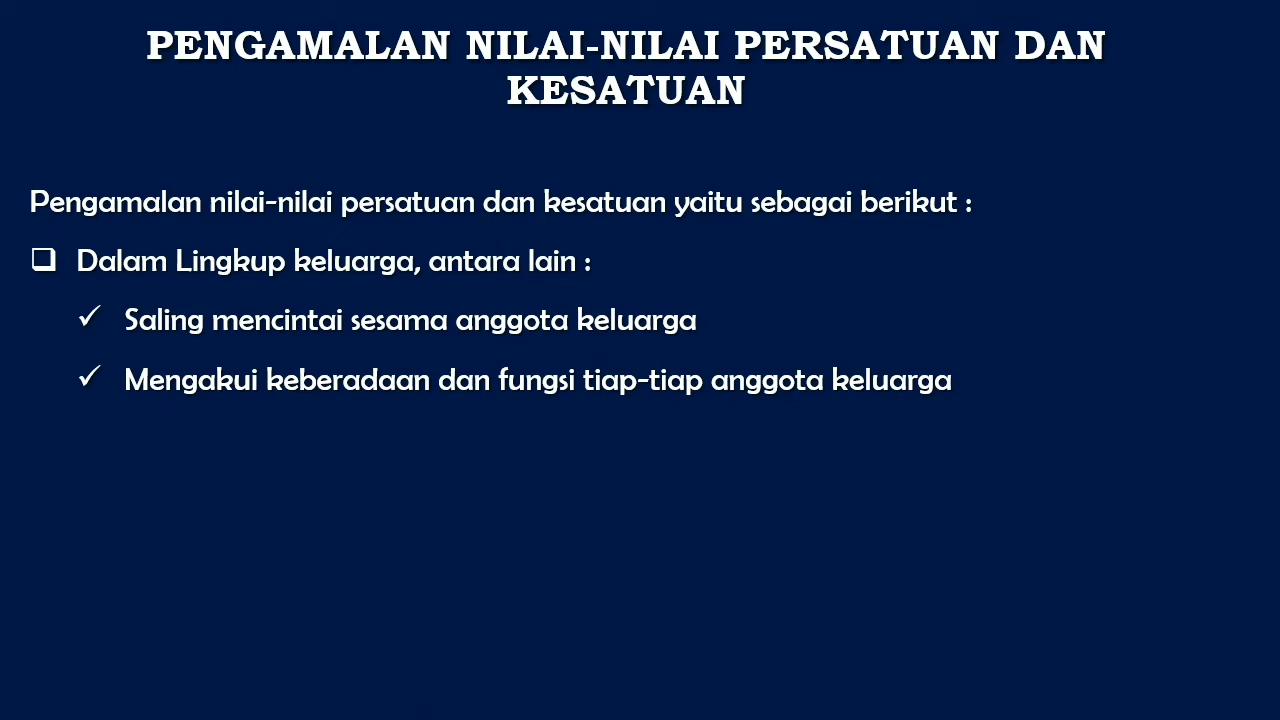 PENGAMALAN NILAI-NILAI PERSATUAN DAN
KESATUAN
Pengamalan nilai-nilai persatuan dan kesatuan yaitu sebagai berikut :
❑ Dalam Lingkup keluarga, antara lain :
✓ Saling mencintai sesama anggota keluarga
✓ Mengakui keberadaan dan fungsi tiap-tiap anggota keluarga